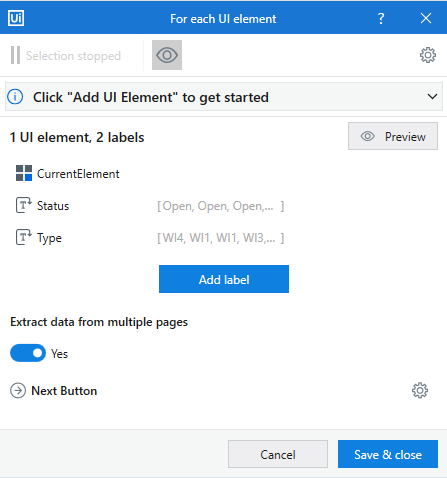 Ui For each UI element ?
Selection stopped
Click "Add UI Element" to get started
1 UI element, 2 labels Preview
CurrentElement
Status [ Open, Open, Open,... ]
Type [ WI4, WI1, WI1, WI3,... ]
Add label
Extract data from multiple pages
Yes
Next Button
Cancel Save & close